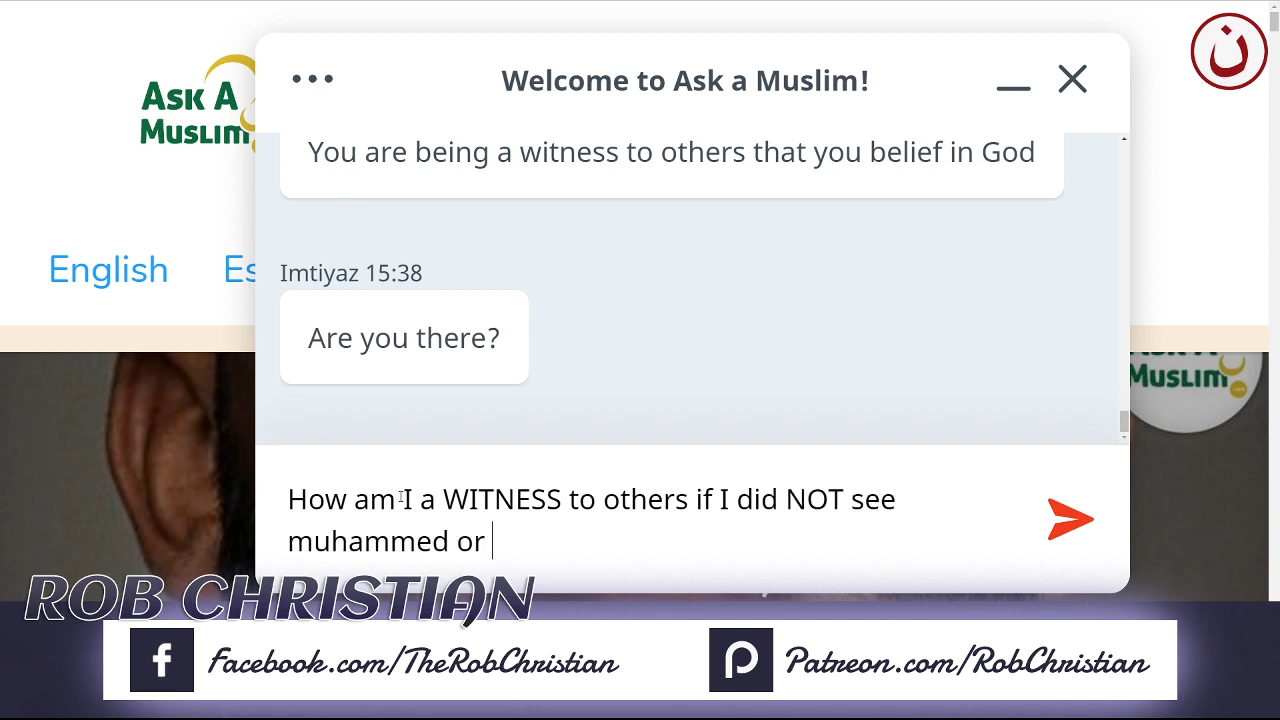 ن
Welcome to Ask a Muslim!
ASK A
MUSLIM
You are being a witness to others that you belief in God
English
Es
Imtiyaz 15:38
Are you there?
MUSLIM
How am I a WITNESS to others if I did NOT see
muhammed or
ROB CHRISTIAN
f Facebook.com/TheRobChristian
Patreon.com/RobChristian